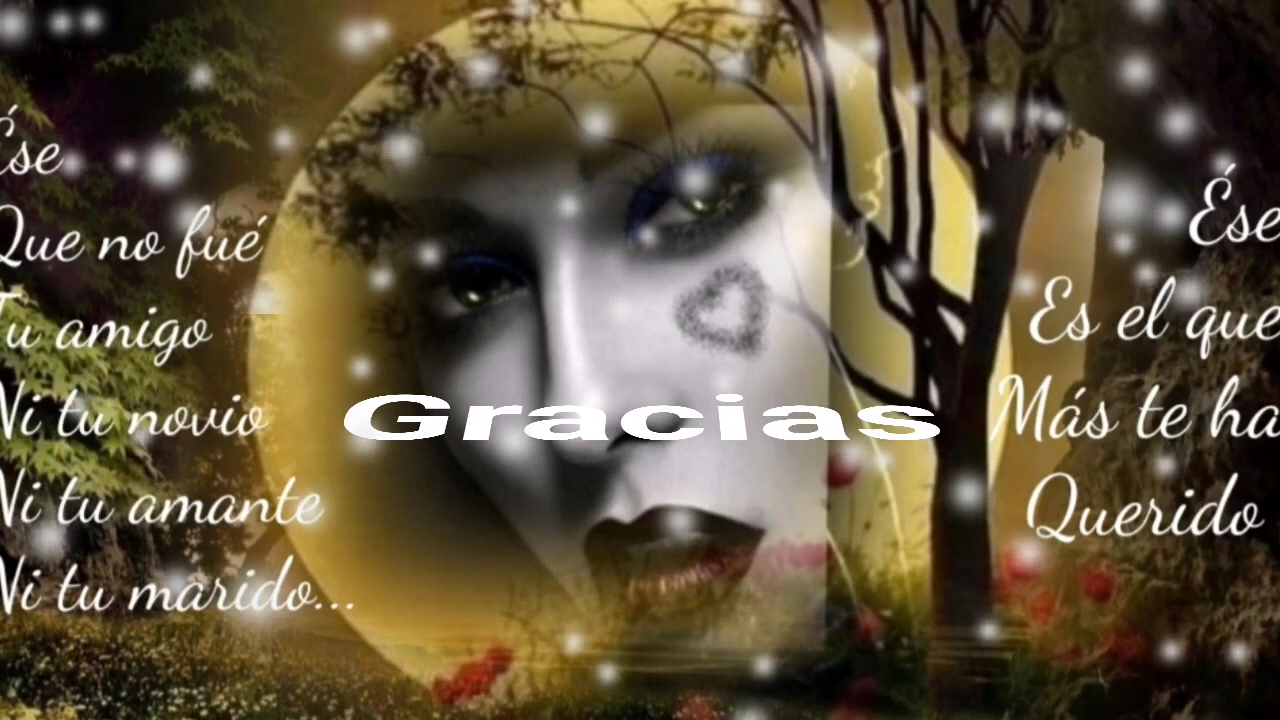 Ése
Que no fué
Tu amigo
Ni tu novio
Ni tu amante
Ni tu marido...
Gracias
Ése
Es el que
Más te ha
Querido